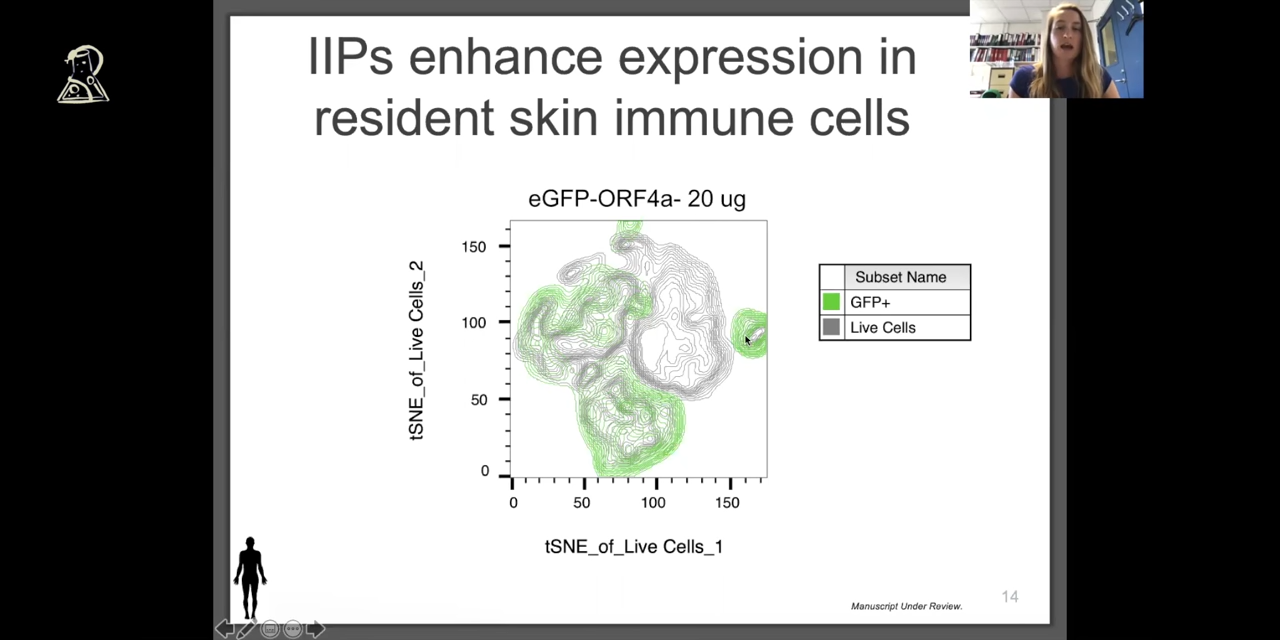 IIPs enhance expression in
resident skin immune cells
eGFP-ORF4a- 20 ug
tSNE_of_Live Cells_2
150
100
50
0
0 50 100 150
tSNE_of_Live Cells_1
Subset Name
GFP+
Live Cells
Manuscript Under Review.
14